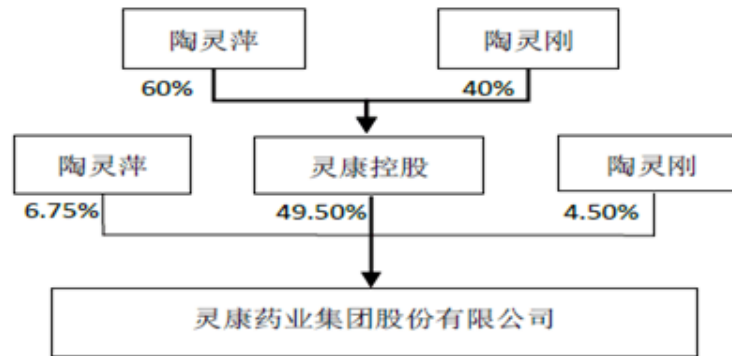 陶灵萍 陶灵刚
60% 40%
陶灵萍 灵康控股 陶灵刚
6.75% 49.50% 4.50%
灵康药业集团股份有限公司